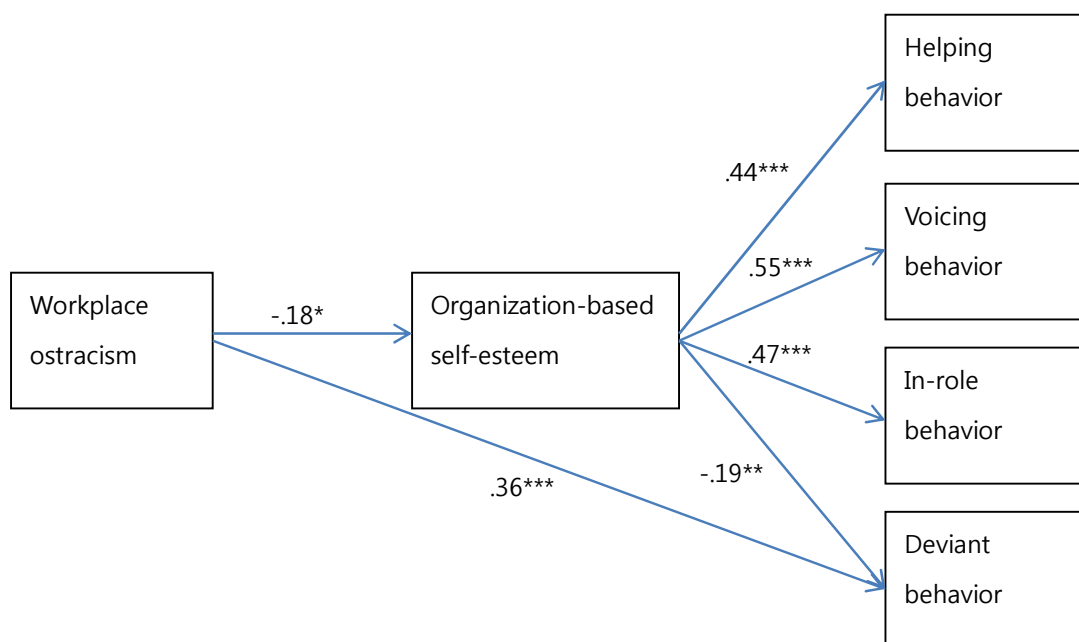 Helping
behavior
.44***
Voicing
behavior
.55***
Workplace
ostracism
-.18*
Organization-based
self-esteem
.47***
In-role
behavior
-.19**
.36***
Deviant
behavior